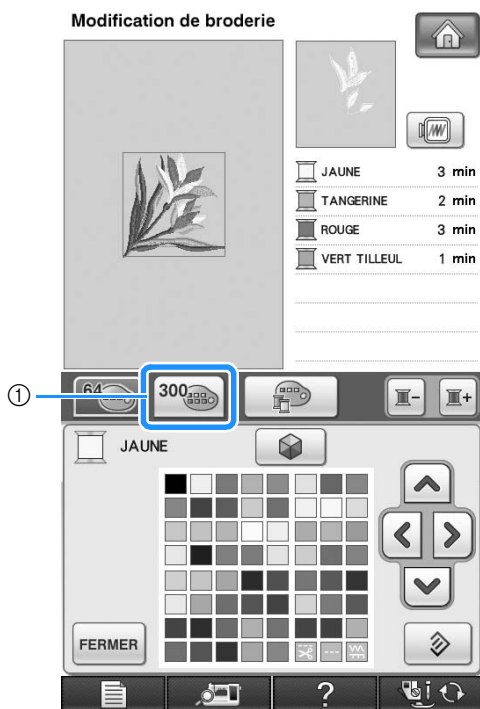 Modification de broderie
JAUNE 3 min
TANGERINE 2 min
ROUGE 3 min
VERT TILLEUL 1 min
① 64 300 - +
JAUNE
FERMER
?